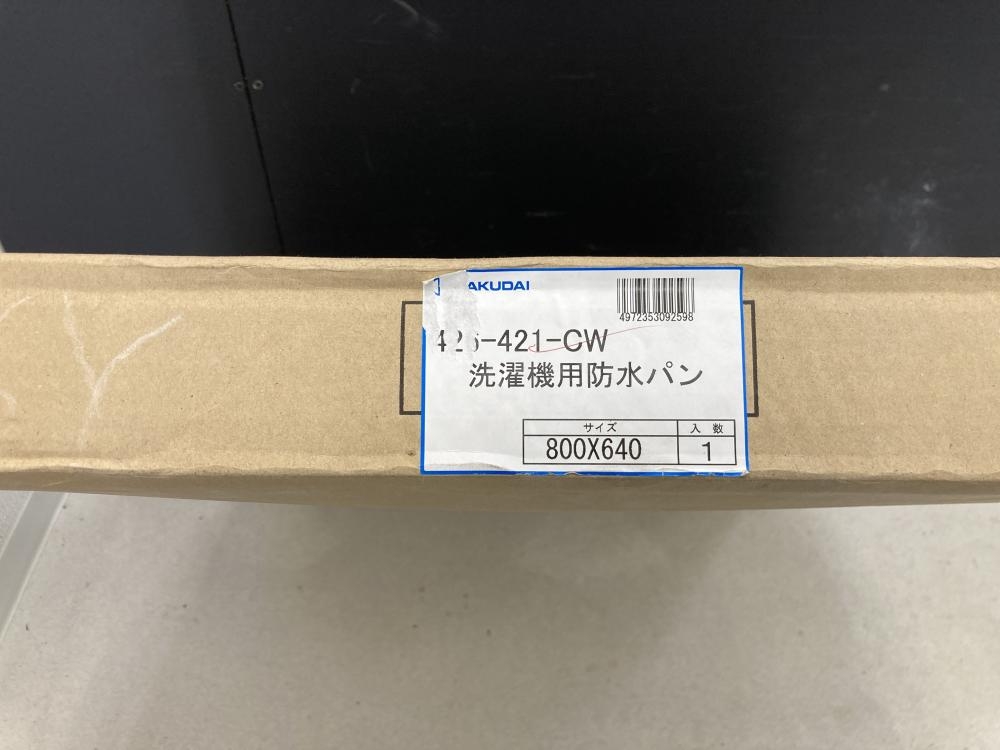 KAKUDAI
4972353092598
426-421-CW
洗濯機用防水パン
サイズ 入数
800X640 1